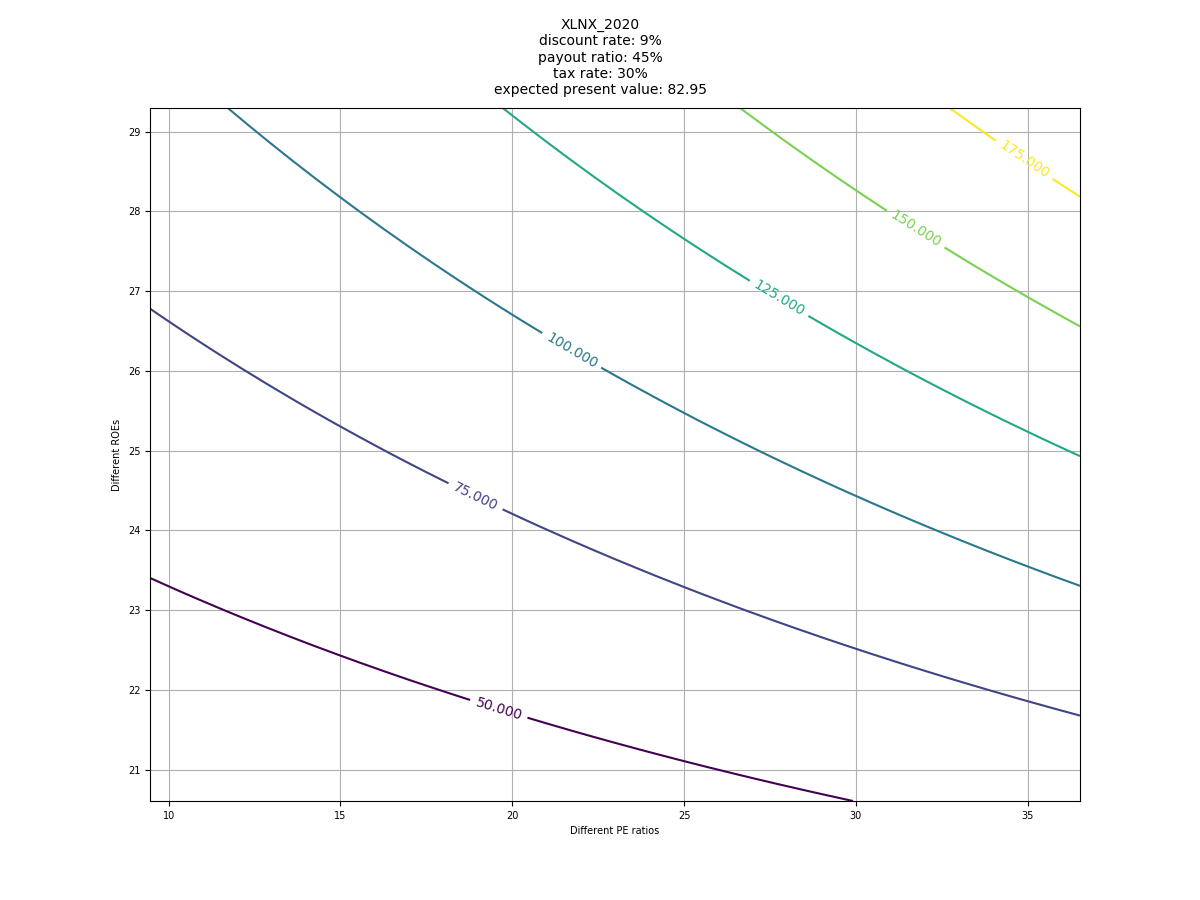 XLNX_2020
discount rate: 9%
payout ratio: 45%
tax rate: 30%
expected present value: 82.95
29
175.000
28
150.000
27
125.000
100.000
26
Different ROEs
25
75.000
24
23
22
50.000
21
10 15 20 25 30 35
Different PE ratios